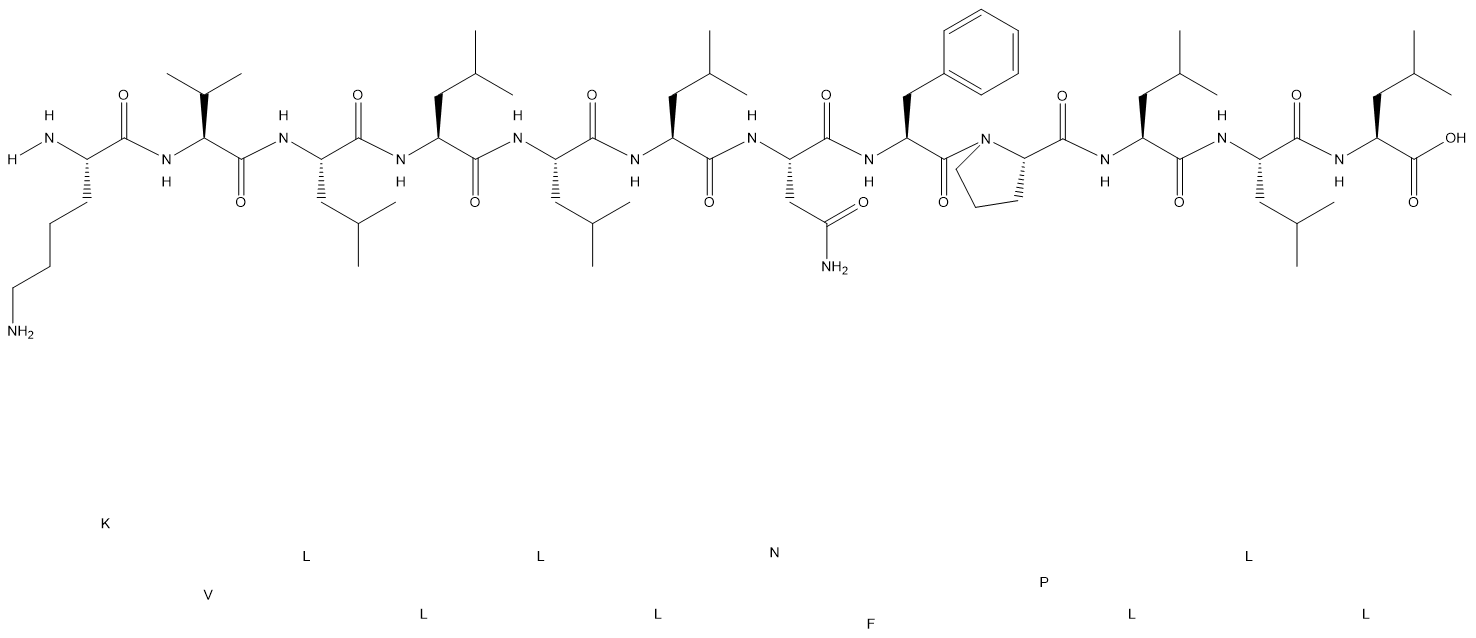 H O H O H O H O H O
H N N N N N N N N N N N N OH
H O H O H O H O H O H O
O
NH2
NH2
K
L L N L
V P
L L F L L